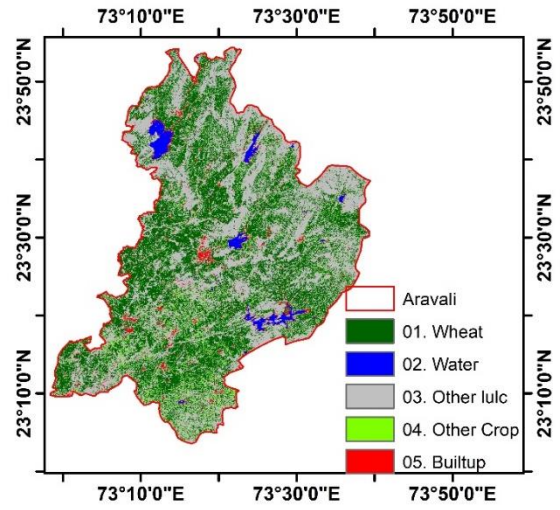 73°10'0"E 73°30'0"E 73°50'0"E
23°50'0"N 23°50'0"N
23°30'0"N 23°30'0"N
Aravali
01. Wheat
02. Water
03. Other lulc
23°10'0"N 23°10'0"N
04. Other Crop
05. Builtup
73°10'0"E 73°30'0"E 73°50'0"E